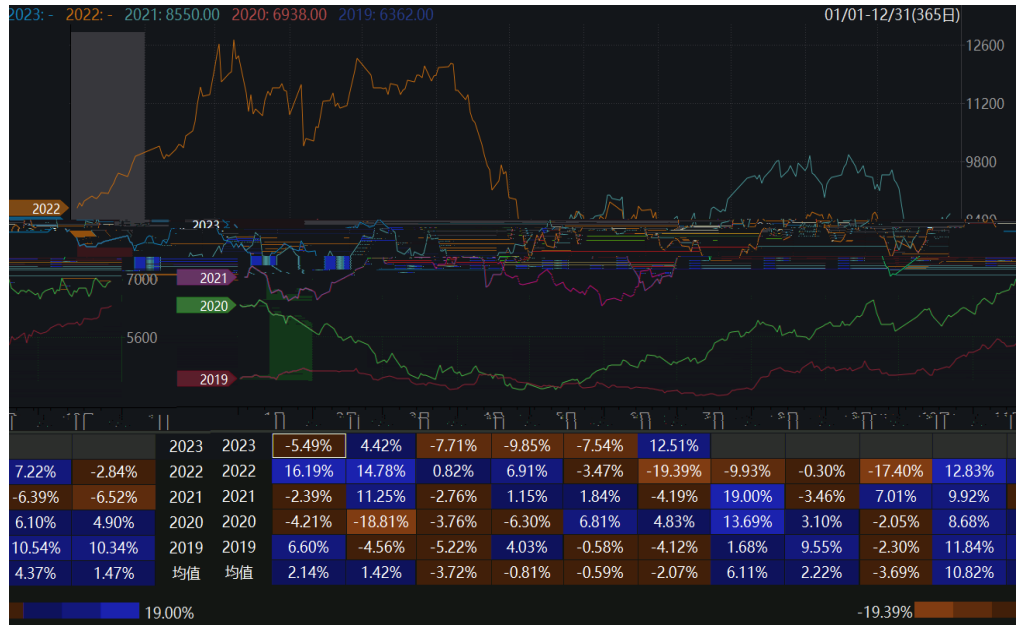 2023: - 2022: - 2021: 8550.00 2020: 6938.00 2019: 6362.00 01/01-12/31(365日)
12600
11200
9800
2022
2023
7000 2021
2020
5600
2019
2023 2023 -5.49% 4.42% -7.71% -9.85% -7.54% 12.51%
7.22% -2.84% 2022 2022 16.19% 14.78% 0.82% 6.91% -3.47% -19.39% -9.93% -0.30% -17.40% 12.83%
-6.39% -6.52% 2021 2021 -2.39% 11.25% -2.76% 1.15% 1.84% -4.19% 19.00% -3.46% 7.01% 9.92%
6.10% 4.90% 2020 2020 -4.21% -18.81% -3.76% -6.30% 6.81% 4.83% 13.69% 3.10% -2.05% 8.68%
10.54% 10.34% 2019 2019 6.60% -4.56% -5.22% 4.03% -0.58% -4.12% 1.68% 9.55% -2.30% 11.84%
4.37% 1.47% 均值 均值 2.14% 1.42% -3.72% -0.81% -0.59% -2.07% 6.11% 2.22% -3.69% 10.82%
19.00% -19.39%